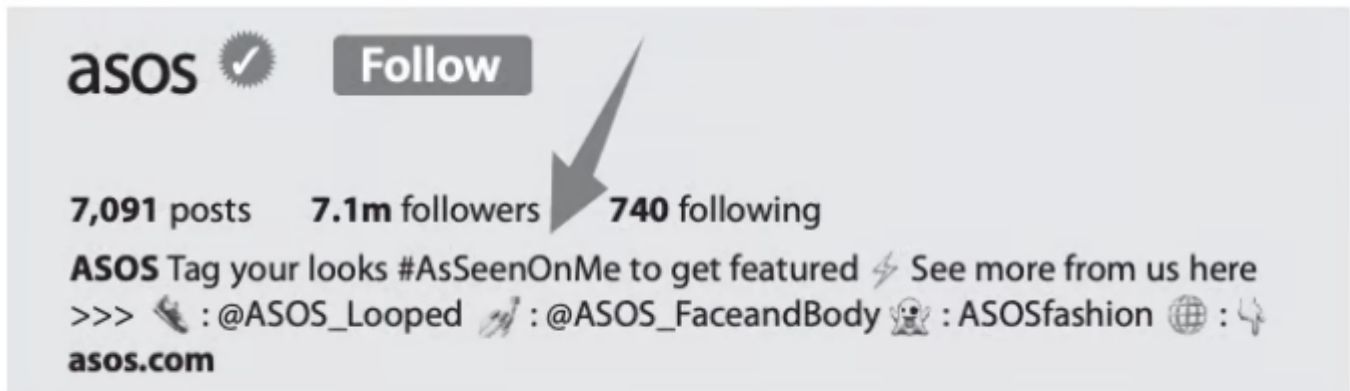 asos ✓ Follow
7,091 posts 7.1m followers 740 following
ASOS Tag your looks #AsSeenOnMe to get featured ⚡ See more from us here
>>> 👟 : @ASOS_Looped 💅 : @ASOS_FaceandBody 👻 : ASOSfashion 🌐 : 👇
asos.com